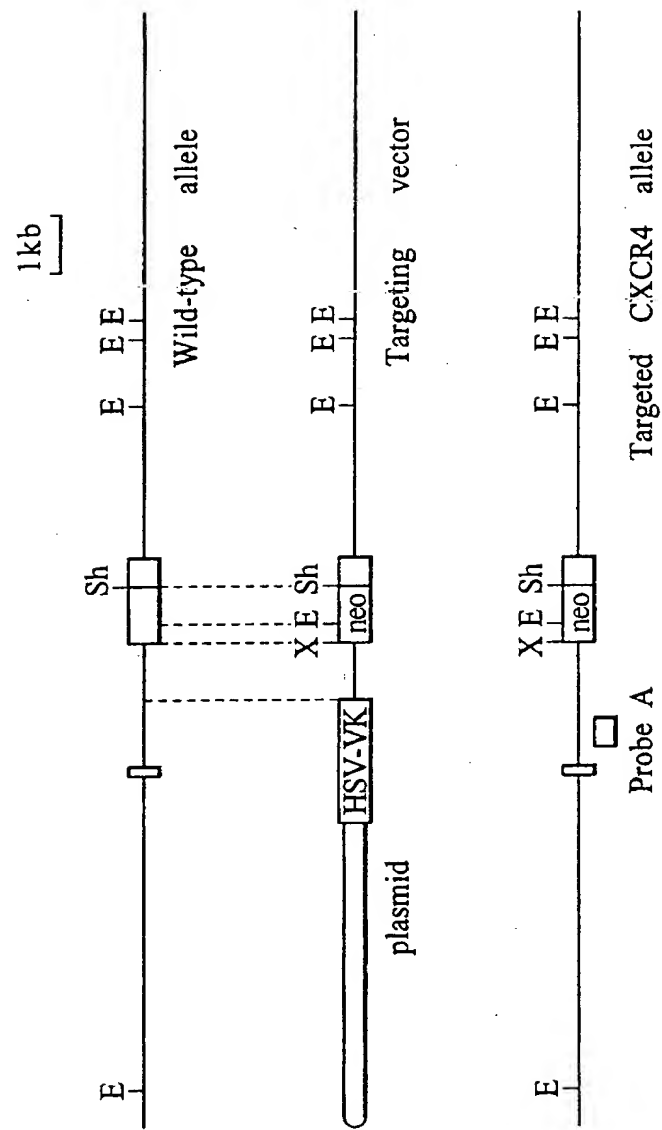 1kb
E Sh E E E
Wild-type allele
HSV-VK X E neo Sh E E E
plasmid Targeting vector
E X E neo Sh E E E
Probe A
Targeted CXCR4 allele